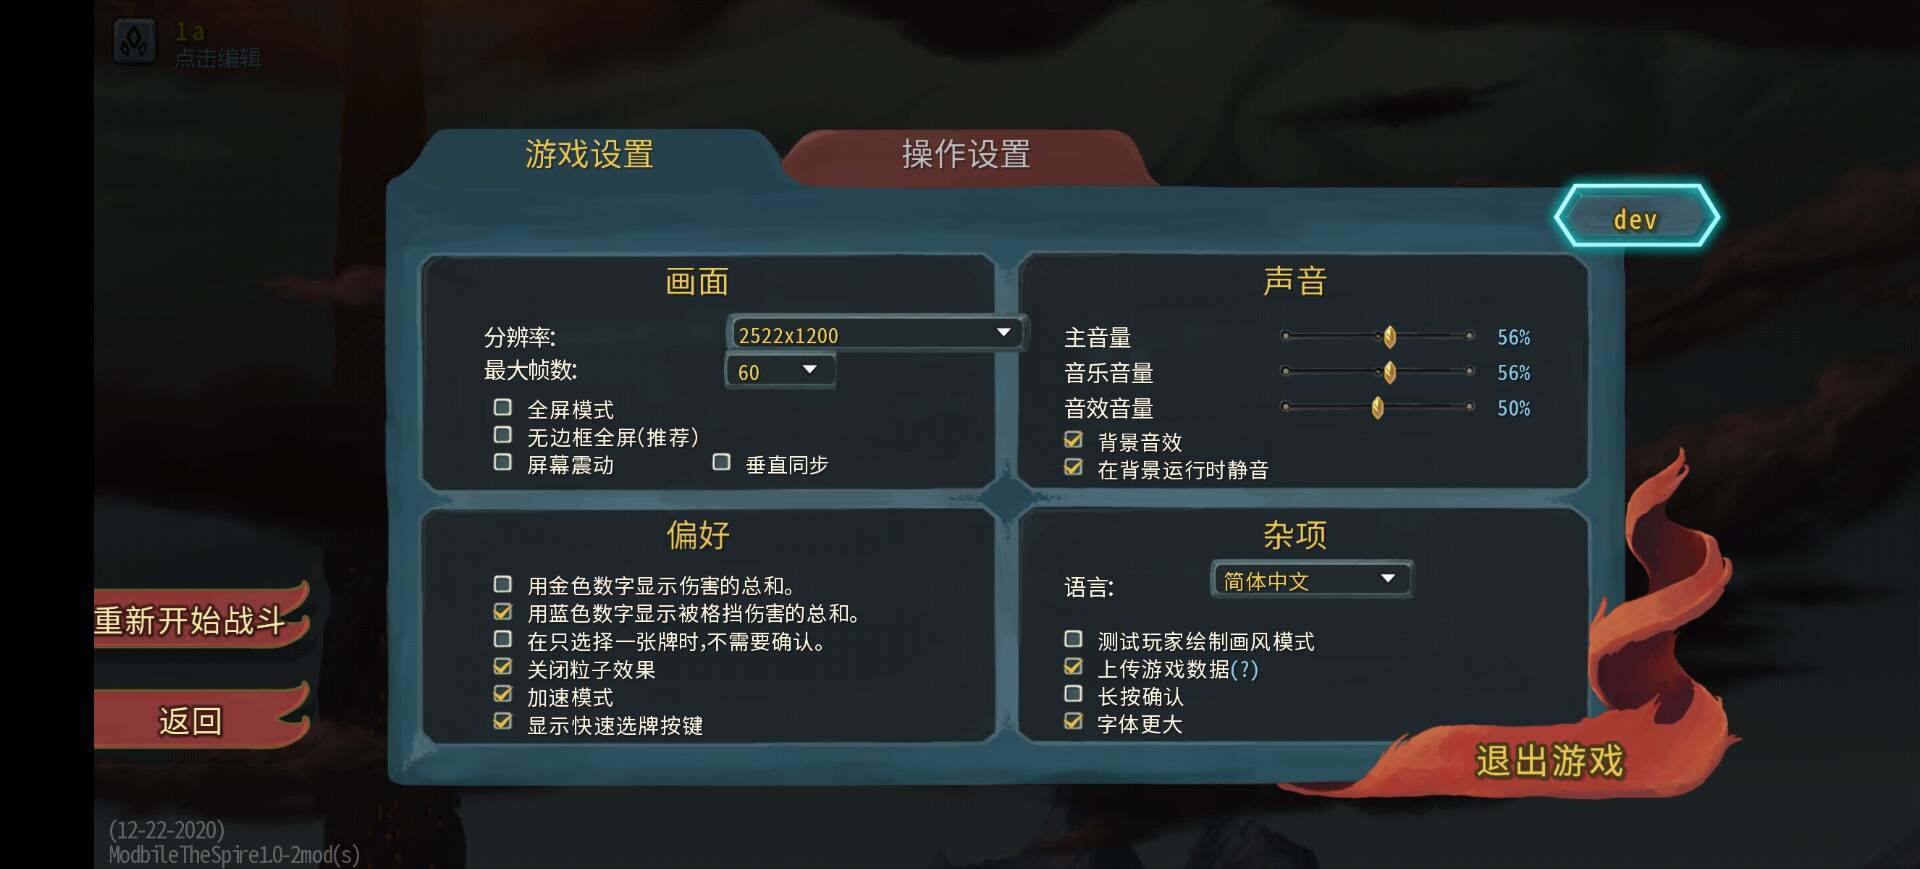 1a
点击编辑
游戏设置
操作设置
dev
画面
分辨率:
2522x1200
最大帧数:
60
全屏模式
无边框全屏(推荐)
屏幕震动
垂直同步
声音
主音量
56%
音乐音量
56%
音效音量
50%
背景音效
在背景运行时静音
偏好
用金色数字显示伤害的总和。
用蓝色数字显示被格挡伤害的总和。
在只选择一张牌时,不需要确认。
关闭粒子效果
加速模式
显示快速选牌按键
杂项
语言:
简体中文
测试玩家绘制画风模式
上传游戏数据(?)
长按确认
字体更大
重新开始战斗
返回
退出游戏
(12-22-2020)
ModbileTheSpire1.0-2mod(s)